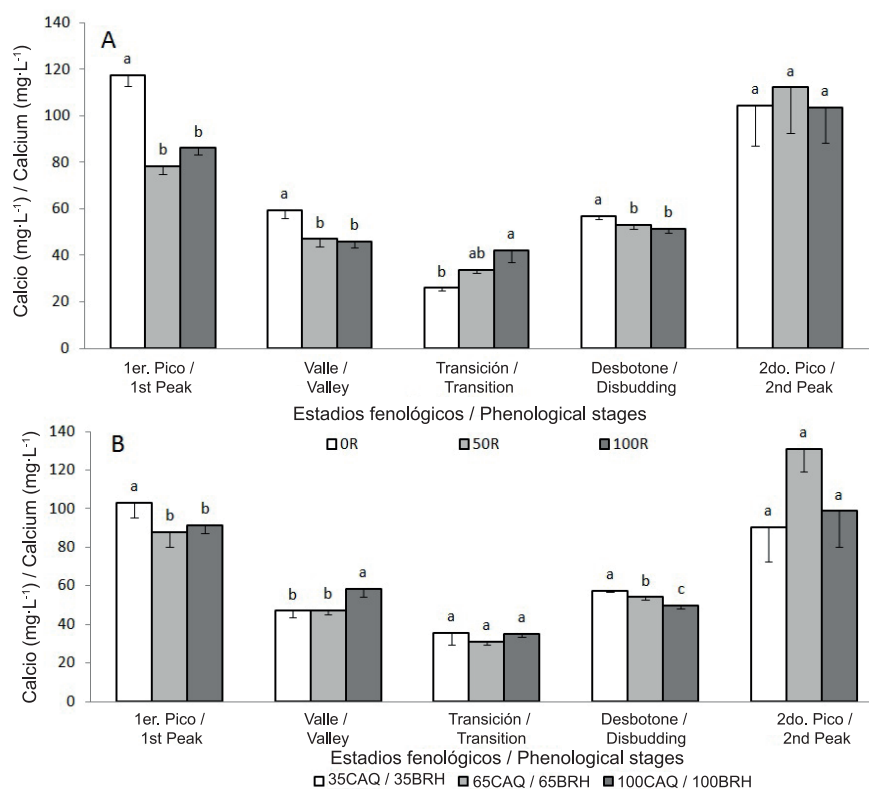 A
Calcio (mg·L⁻¹) / Calcium (mg·L⁻¹)
140
120
100
80
60
40
20
0
a
b
b
a
b
b
b
ab
a
a
b
b
a
a
a
1er. Pico /
1st Peak
Valle /
Valley
Transición /
Transition
Desbotone /
Disbudding
2do. Pico /
2nd Peak
Estadios fenológicos / Phenological stages
0R
50R
100R
B
Calcio (mg·L⁻¹) / Calcium (mg·L⁻¹)
140
120
100
80
60
40
20
0
a
b
b
b
b
a
a
a
a
a
b
c
a
a
a
1er. Pico /
1st Peak
Valle /
Valley
Transición /
Transition
Desbotone /
Disbudding
2do. Pico /
2nd Peak
Estadios fenológicos / Phenological stages
35CAQ / 35BRH
65CAQ / 65BRH
100CAQ / 100BRH